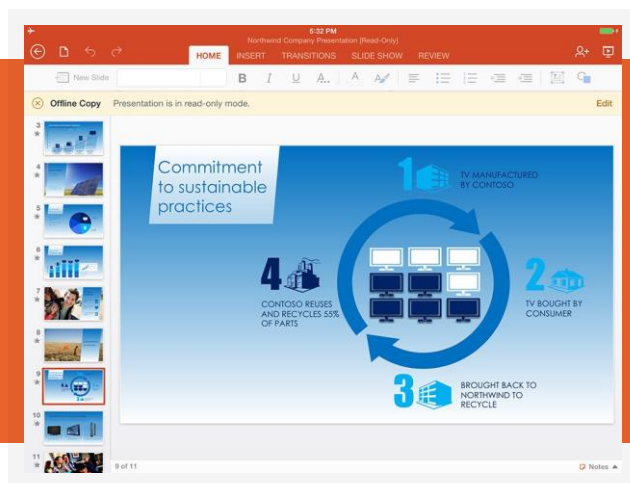 5:32 PM
Northwind Company Presentation [Read-Only]
HOME INSERT TRANSITIONS SLIDE SHOW REVIEW
New Slide B I U A... A A
Offline Copy Presentation is in read-only mode. Edit
3
4
5
6
7
8
9
10
11
Commitment
to sustainable
practices
1 TV MANUFACTURED
BY CONTOSO
2 TV BOUGHT BY
CONSUMER
3 BROUGHT BACK TO
NORTHWIND TO
RECYCLE
4 CONTOSO REUSES
AND RECYCLES 55%
OF PARTS
9 of 11 Notes